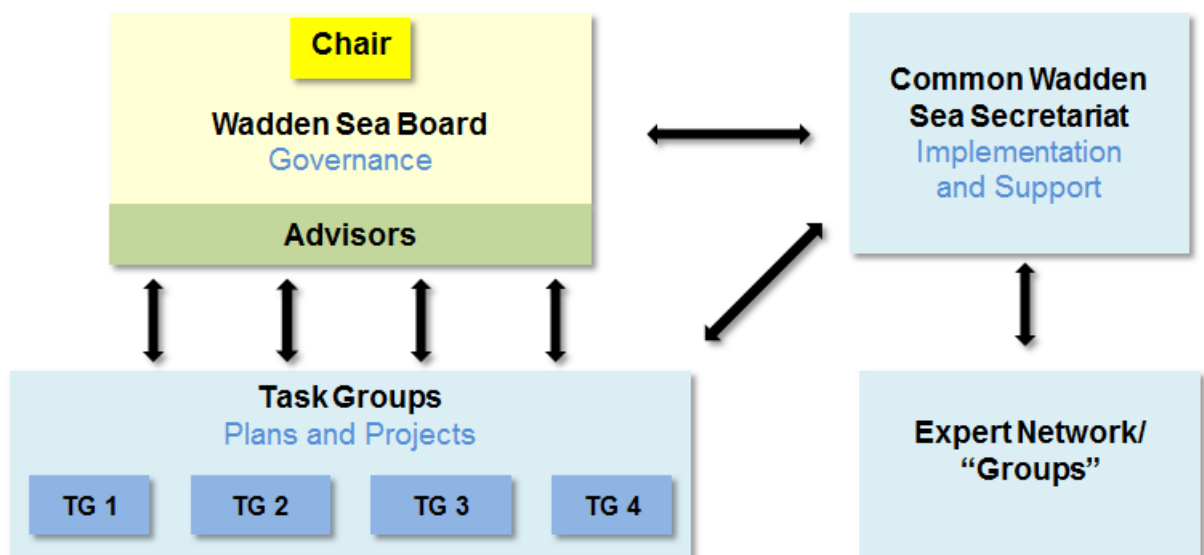 Chair
Wadden Sea Board
Governance
Advisors
Common Wadden
Sea Secretariat
Implementation
and Support
Task Groups
Plans and Projects
TG 1
TG 2
TG 3
TG 4
Expert Network/
“Groups”